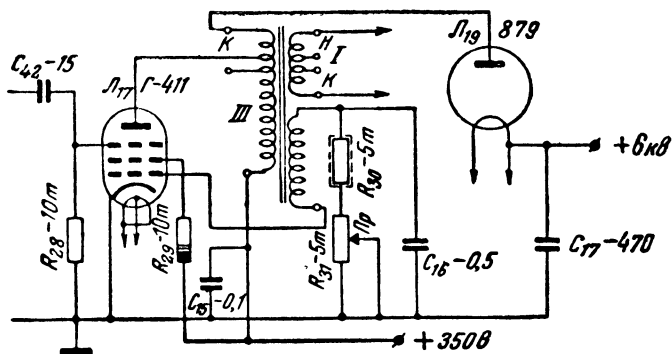 К
Н
I
К
Л19 879
С42-15
Л17 Г-411
III
+6кв
R30-5т
R28-10т
R29-10т
Пр
R31-5т
С16-0,5
С17-470
С15-0,1
+350в